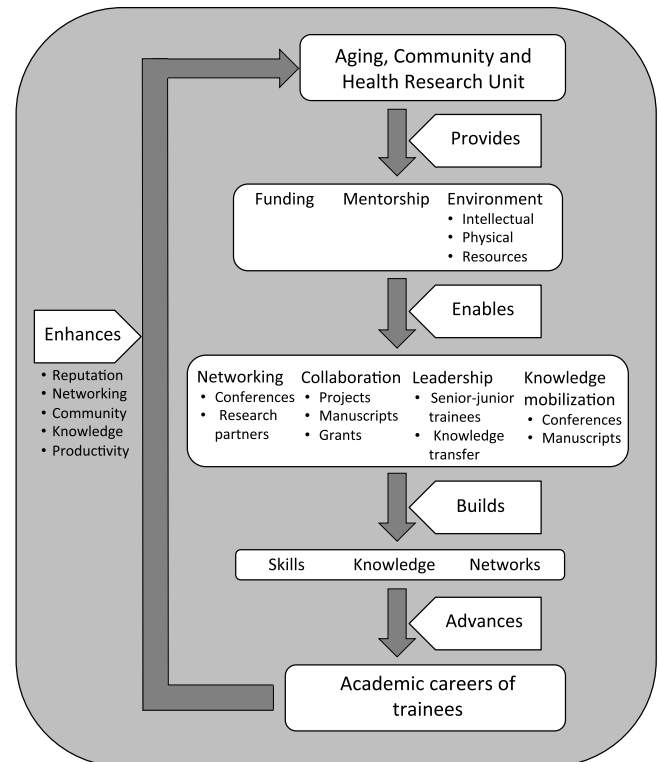 Aging, Community and
Health Research Unit
Provides
Funding Mentorship Environment
• Intellectual
• Physical
• Resources
Enables
Enhances
• Reputation
• Networking
• Community
• Knowledge
• Productivity
Networking
• Conferences
• Research
partners
Collaboration
• Projects
• Manuscripts
• Grants
Leadership
• Senior-junior
trainees
• Knowledge
transfer
Knowledge
mobilization
• Conferences
• Manuscripts
Builds
Skills Knowledge Networks
Advances
Academic careers of
trainees